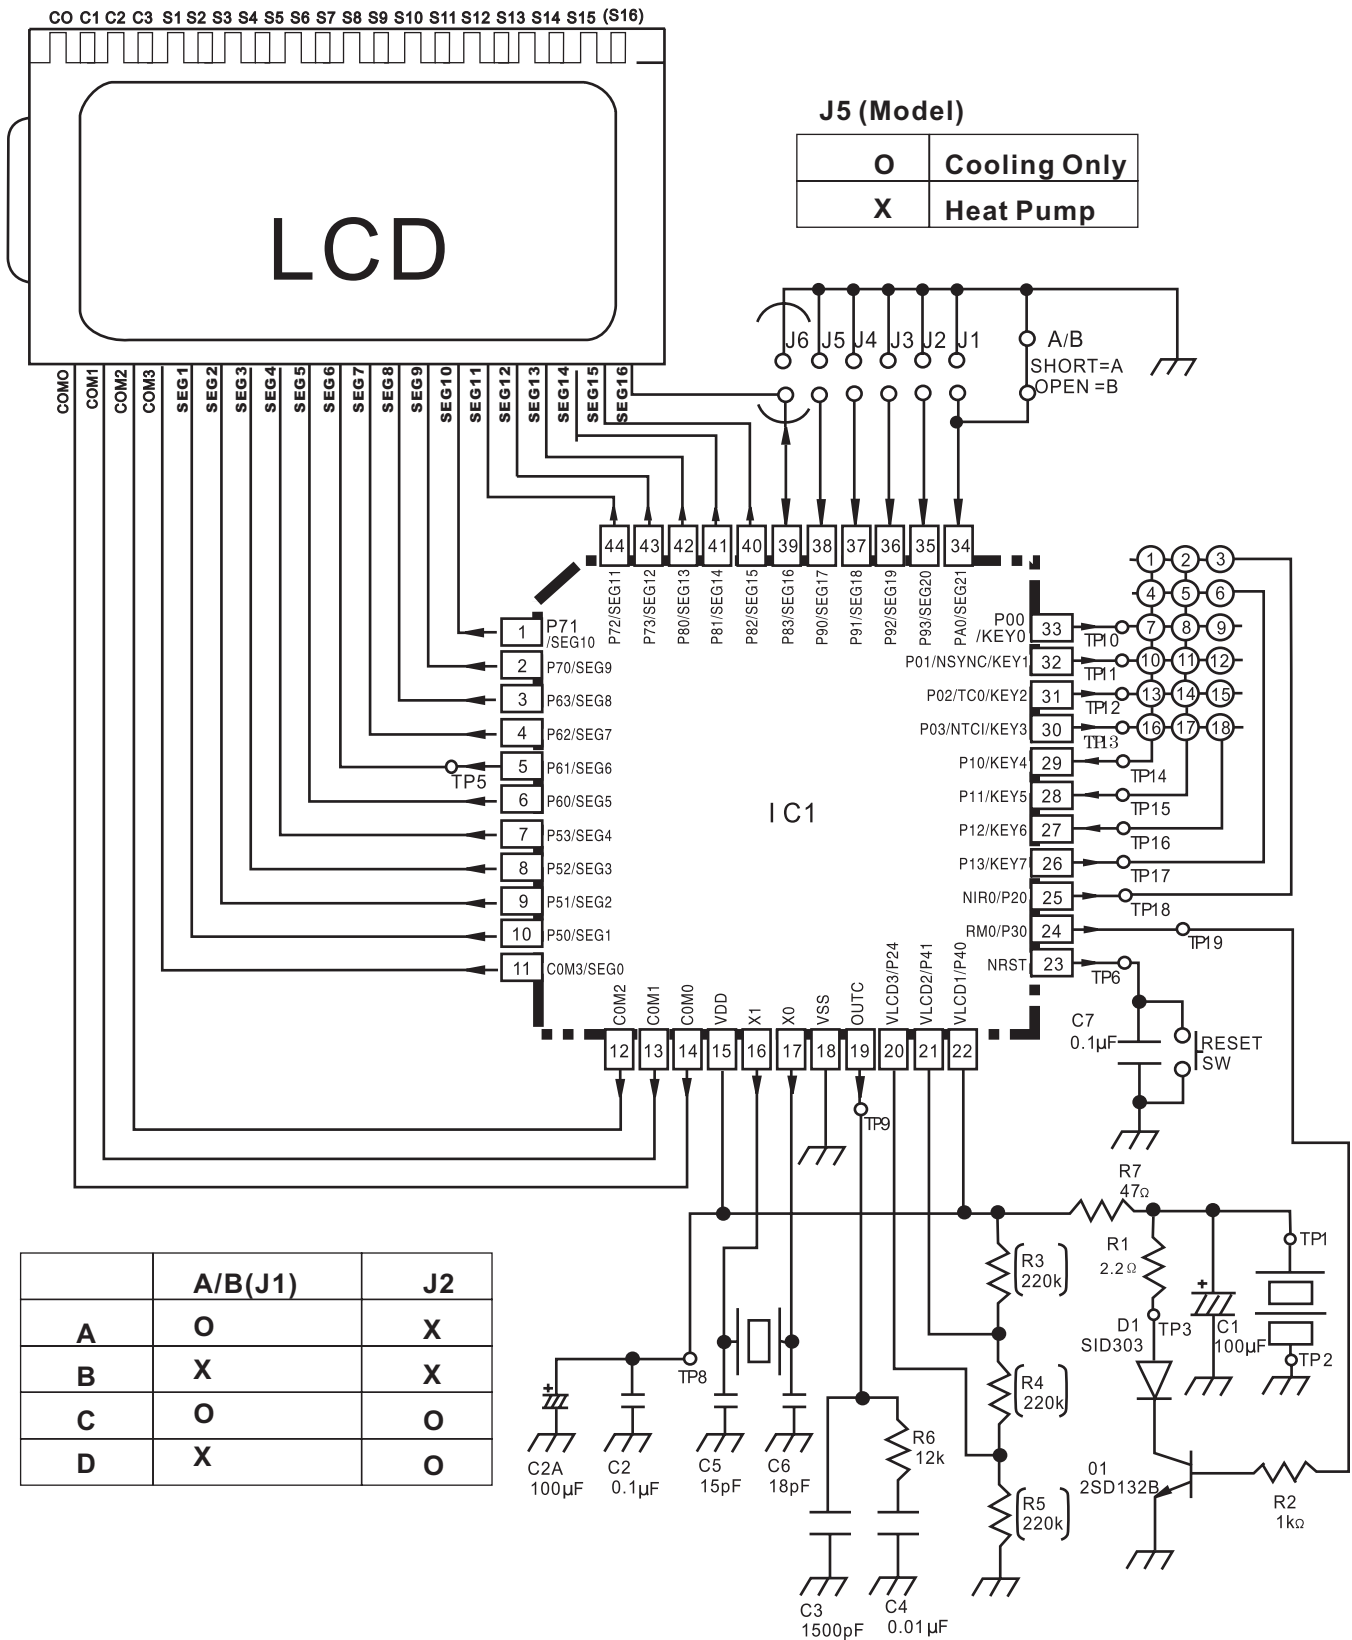 CO C1 C2 C3 S1 S2 S3 S4 S5 S6 S7 S8 S9 S10 S11 S12 S13 S14 S15 (S16)
LCD
J5 (Model)
O Cooling Only
X Heat Pump
COMO COM1 COM2 COM3 SEG1 SEG2 SEG3 SEG4 SEG5 SEG6 SEG7 SEG8 SEG9 SEG10 SEG11 SEG12 SEG13 SEG14 SEG15 SEG16
J6 J5 J4 J3 J2 J1 A/B
SHORT=A
OPEN =B
44 43 42 41 40 39 38 37 36 35 34
P72/SEG11 P73/SEG12 P80/SEG13 P81/SEG14 P82/SEG15 P83/SEG16 P90/SEG17 P91/SEG18 P92/SEG19 P93/SEG20 PA0/SEG21
1 P71
/SEG10
2 P70/SEG9
3 P63/SEG8
4 P62/SEG7
5 P61/SEG6
TP5
6 P60/SEG5
7 P53/SEG4
8 P52/SEG3
9 P51/SEG2
10 P50/SEG1
11 C0M3/SEG0
IC1
1 2 3
4 5 6
P00
/KEY0 33 TP10 7 8 9
P01/NSYNC/KEY1 32 TP11 10 11 12
P02/TC0/KEY2 31 TP12 13 14 15
P03/NTCI/KEY3 30 TP13 16 17 18
P10/KEY4 29 TP14
P11/KEY5 28 TP15
P12/KEY6 27 TP16
P13/KEY7 26 TP17
NIR0/P20 25 TP18
RM0/P30 24 TP19
NRST 23 TP6
C0M2 C0M1 C0M0 VDD X1 X0 VSS OUTC VLCD3/P24 VLCD2/P41 VLCD1/P40
12 13 14 15 16 17 18 19 20 21 22
C7
0.1µF
RESET
SW
TP9
R7
47Ω
R1
2.2Ω
TP1
R3
220k
D1
SID303
TP3
C1
100µF
+
TP2
A/B(J1) J2
A O X
B X X
C O O
D X O
TP8
+
R4
220k
C2A
100µF
C2
0.1µF
C5
15pF
C6
18pF
R6
12k
R5
220k
01
2SD132B
R2
1kΩ
C3
1500pF
C4
0.01µF